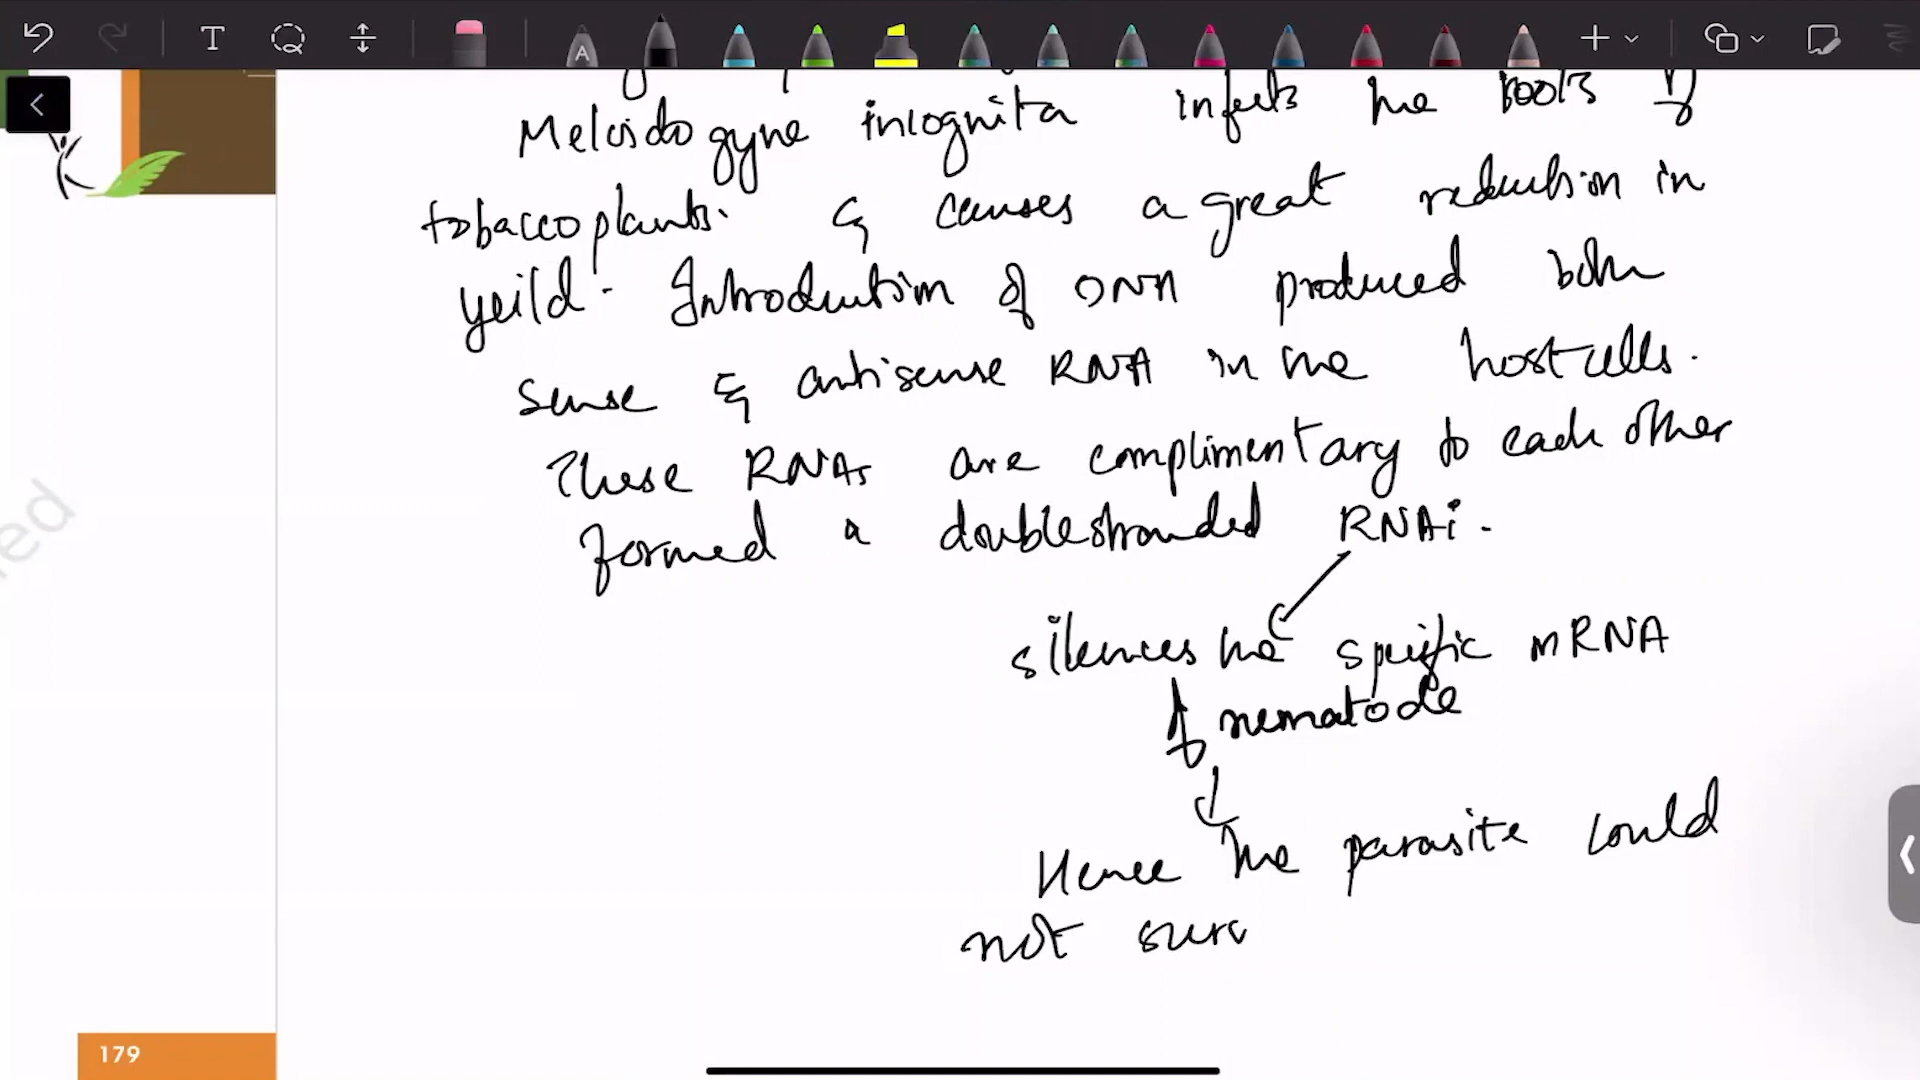 Meloidogyne incognita infects the roots of
tobacco plants. & causes a great reduction in
yeild. Introduction of DNA produced both
sense & antisense RNA in the host cells.
These RNAs are complimentary to each other
formed a doublestranded RNAi.
silences the specific mRNA
of nematode
Hence the parasite could
not surv
ed
179
T
A